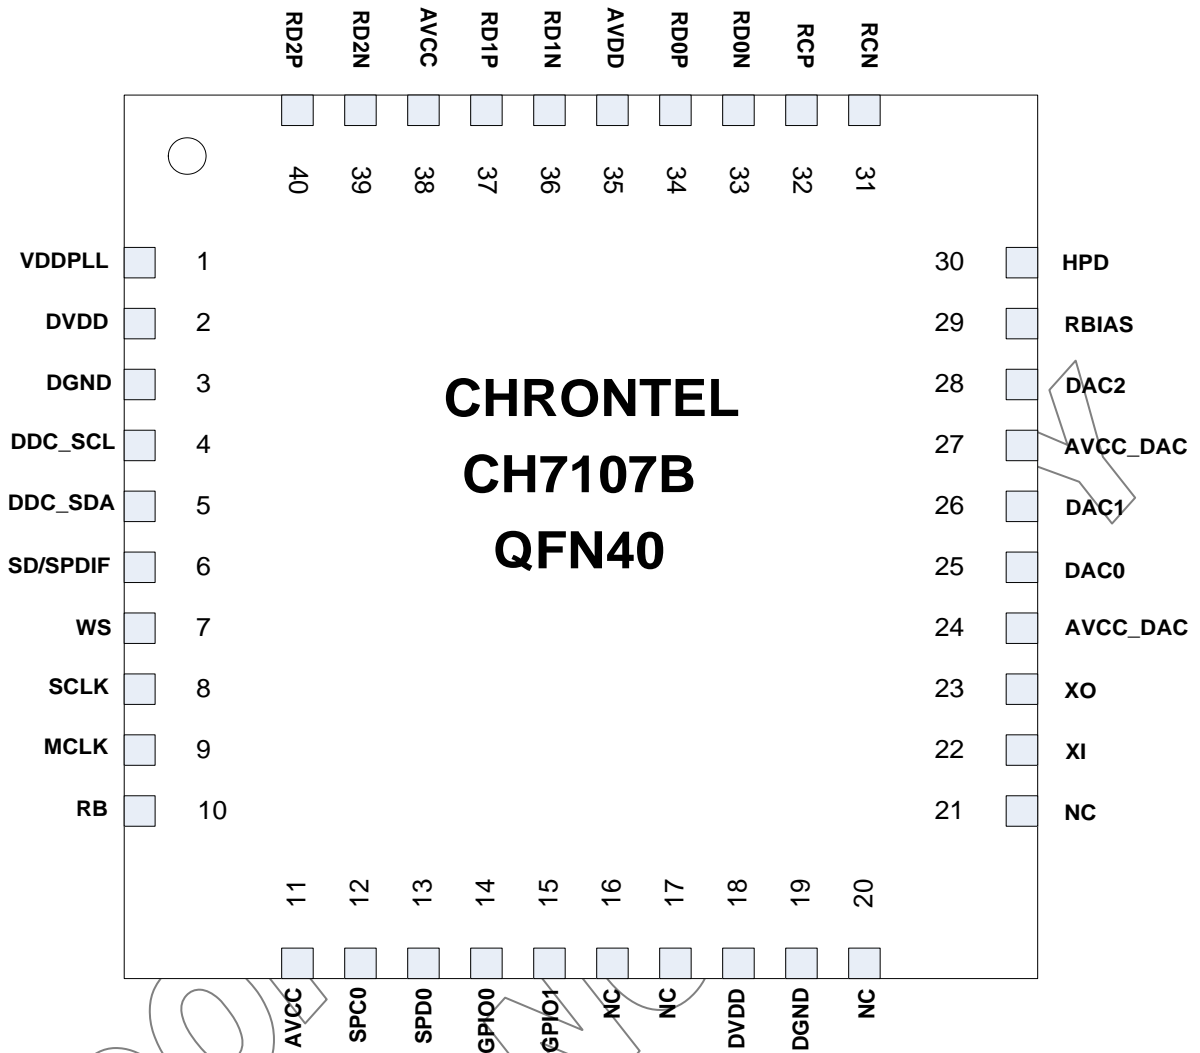 RD2P
RD2N
AVCC
RD1P
RD1N
AVDD
RD0P
RD0N
RCP
RCN
40
39
38
37
36
35
34
33
32
31
VDDPLL 1
DVDD 2
DGND 3
DDC_SCL 4
DDC_SDA 5
SD/SPDIF 6
WS 7
SCLK 8
MCLK 9
RB 10
CHRONTEL
CH7107B
QFN40
30 HPD
29 RBIAS
28 DAC2
27 AVCC_DAC
26 DAC1
25 DAC0
24 AVCC_DAC
23 XO
22 XI
21 NC
11
12
13
14
15
16
17
18
19
20
AVCC
SPC0
SPD0
GPIO0
GPIO1
NC
NC
DVDD
DGND
NC